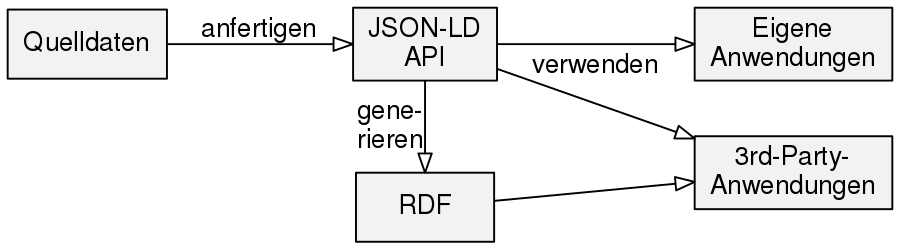 Quelldaten
anfertigen
JSON-LD
API
verwenden
Eigene
Anwendungen
gene-
rieren
RDF
3rd-Party-
Anwendungen